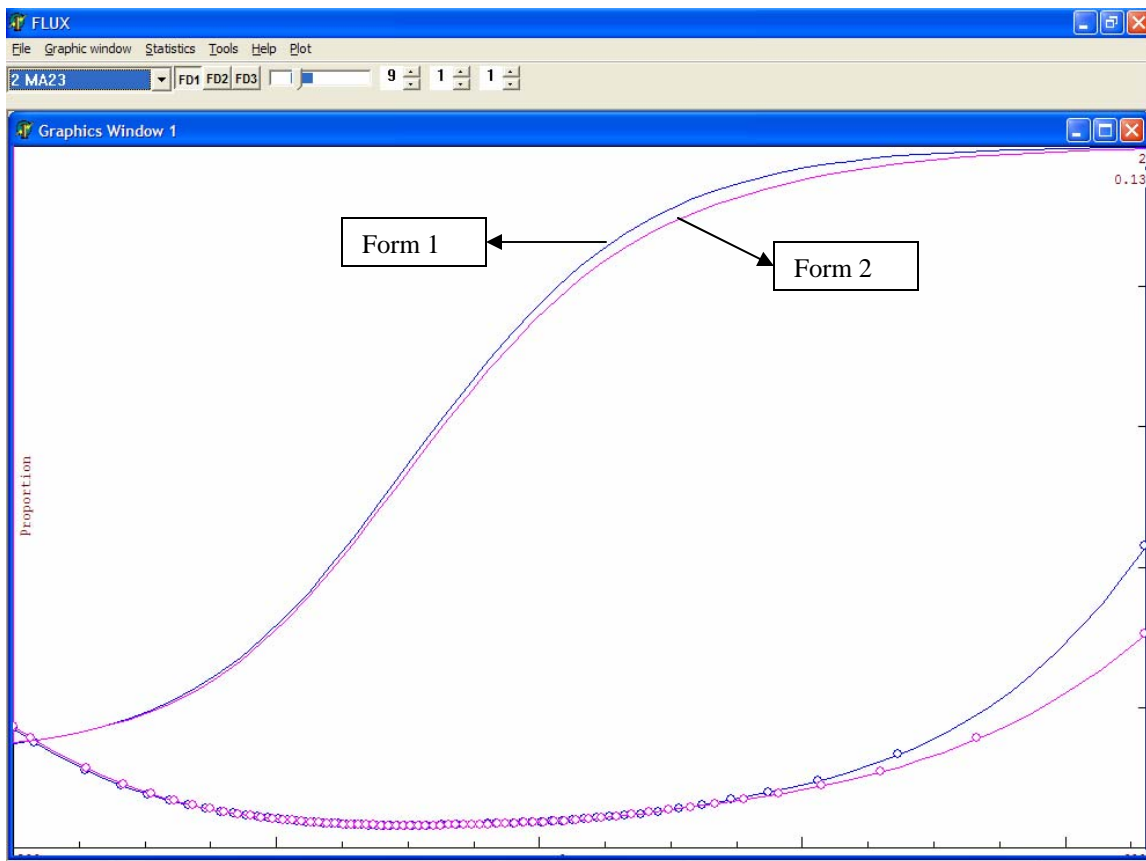 FLUX
File Graphic window Statistics Tools Help Plot
2 MA23 FD1 FD2 FD3 9 1 1
Graphics Window 1
2
0.13
Form 1
Form 2
Proportion